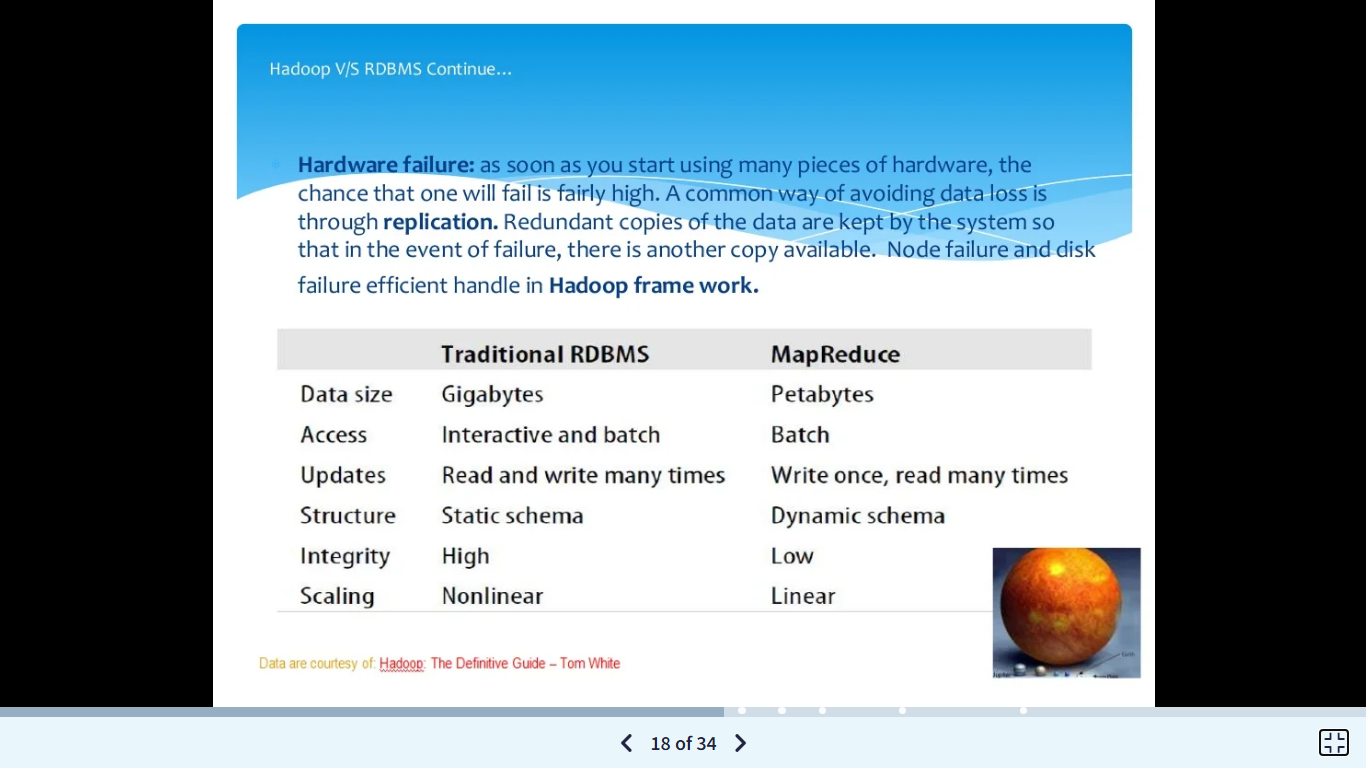 Hadoop V/S RDBMS Continue…
Hardware failure: as soon as you start using many pieces of hardware, the
chance that one will fail is fairly high. A common way of avoiding data loss is
through replication. Redundant copies of the data are kept by the system so
that in the event of failure, there is another copy available. Node failure and disk
failure efficient handle in Hadoop frame work.
Traditional RDBMS MapReduce
Data size Gigabytes Petabytes
Access Interactive and batch Batch
Updates Read and write many times Write once, read many times
Structure Static schema Dynamic schema
Integrity High Low
Scaling Nonlinear Linear
Earth
Jupiter
Data are courtesy of: Hadoop: The Definitive Guide – Tom White
18 of 34